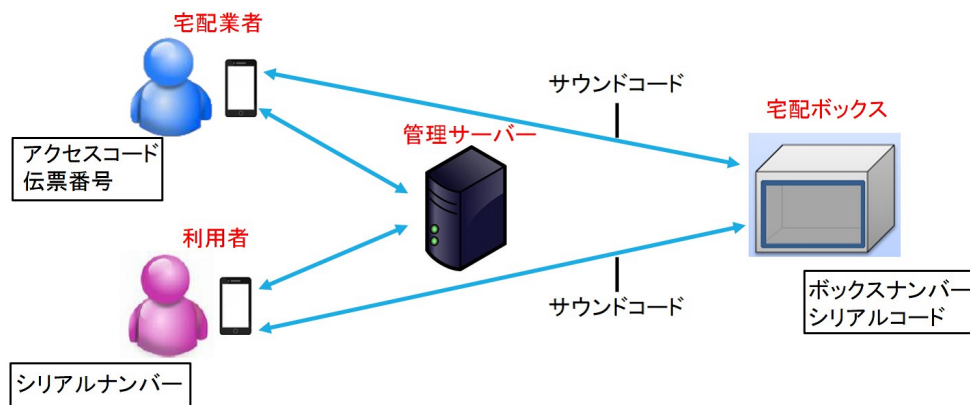 宅配業者
サウンドコード
宅配ボックス
管理サーバー
アクセスコード
伝票番号
利用者
サウンドコード
ボックスナンバー
シリアルコード
シリアルナンバー